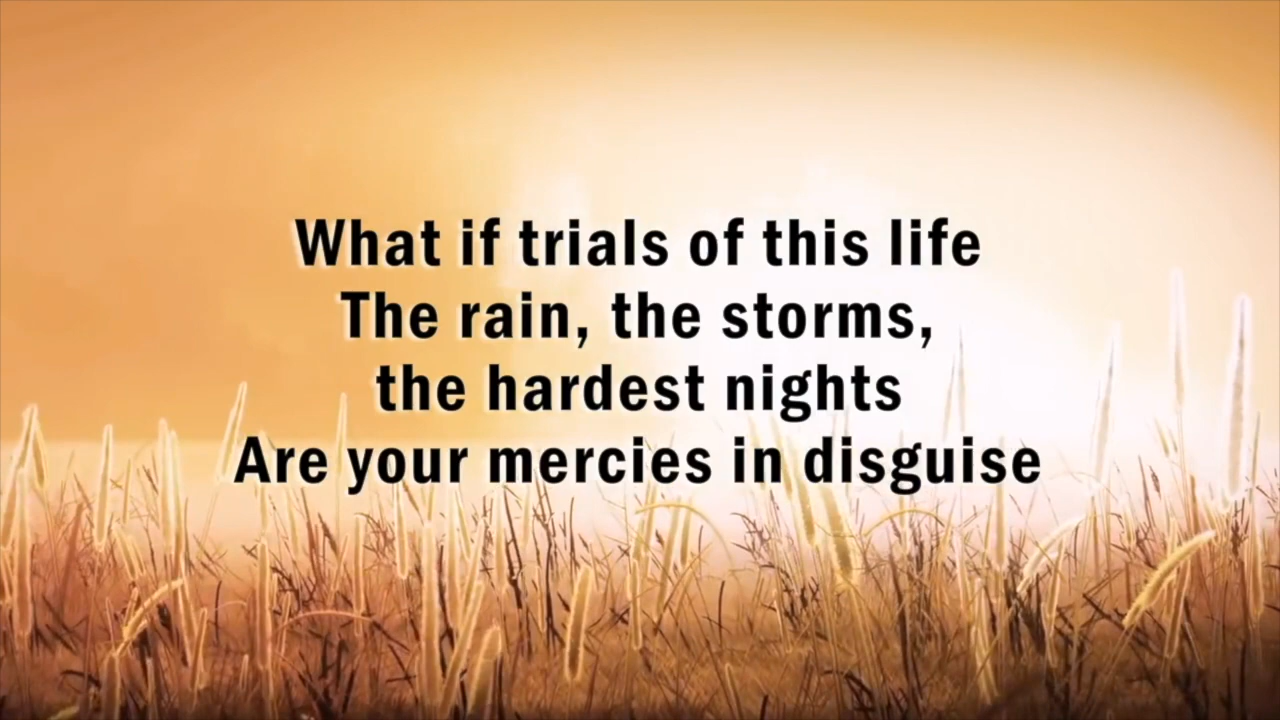 What if trials of this life
The rain, the storms,
the hardest nights
Are your mercies in disguise